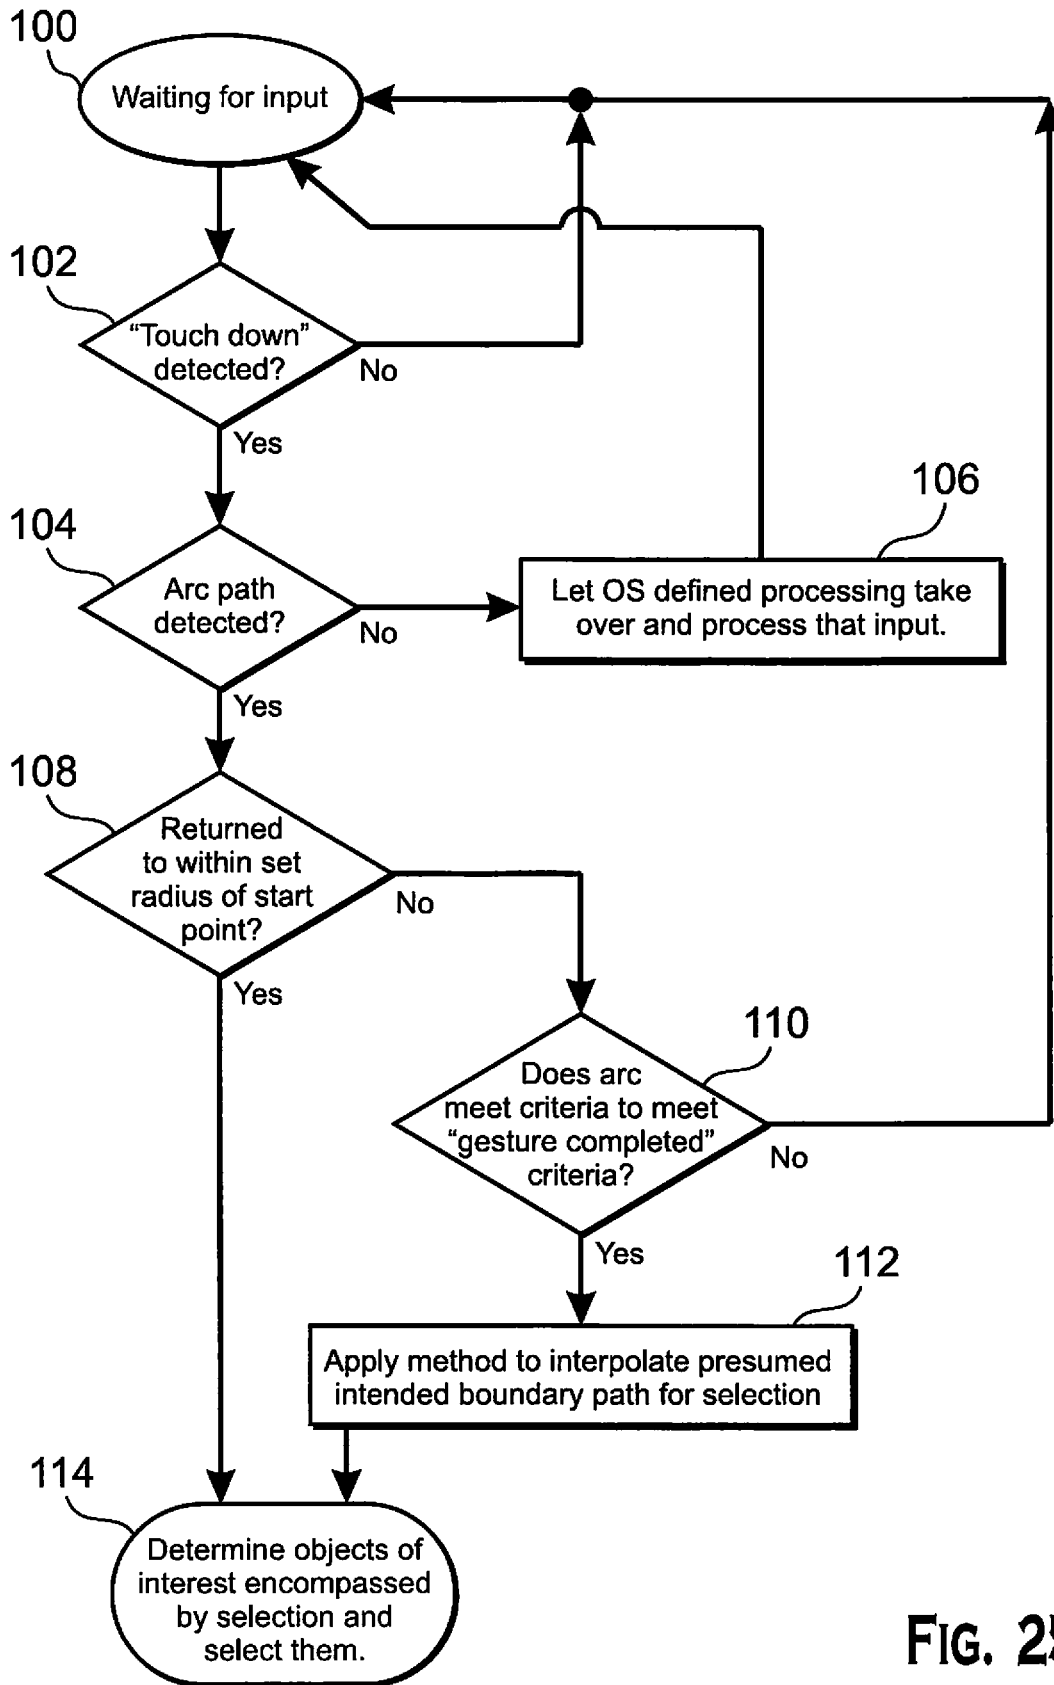 100
Waiting for input
102
“Touch down”
detected?
No
Yes
104
Arc path
detected?
No
Yes
106
Let OS defined processing take
over and process that input.
108
Returned
to within set
radius of start
point?
No
Yes
110
Does arc
meet criteria to meet
“gesture completed”
criteria?
No
Yes
112
Apply method to interpolate presumed
intended boundary path for selection
114
Determine objects of
interest encompassed
by selection and
select them.
FIG.